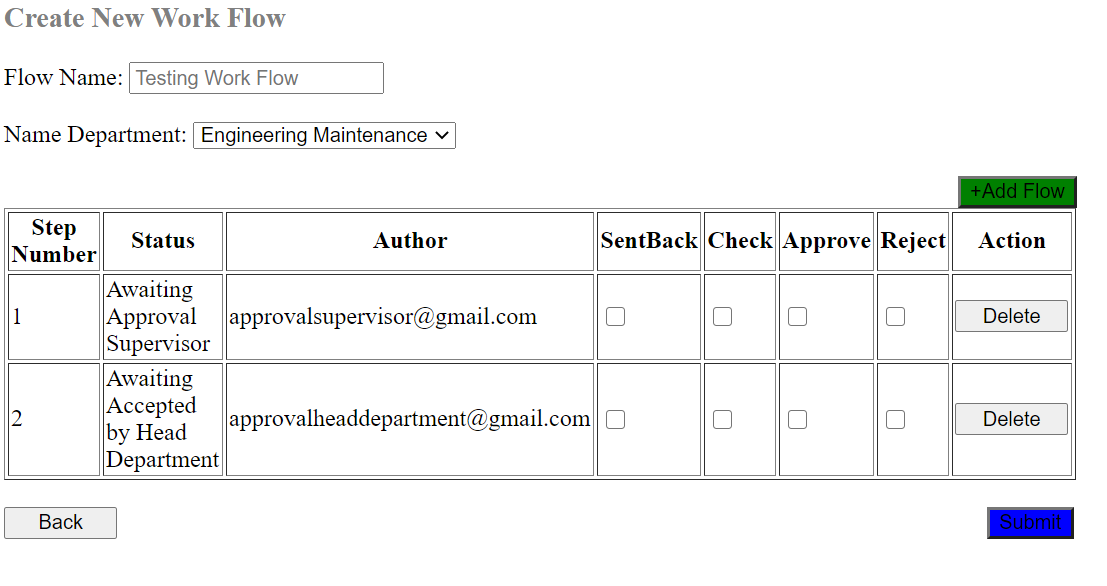 Create New Work Flow
Flow Name: Testing Work Flow
Name Department: Engineering Maintenance
+Add Flow
Step Number Status Author SentBack Check Approve Reject Action
1 Awaiting Approval Supervisor approvalsupervisor@gmail.com Delete
2 Awaiting Accepted by Head Department approvalheaddepartment@gmail.com Delete
Back Submit